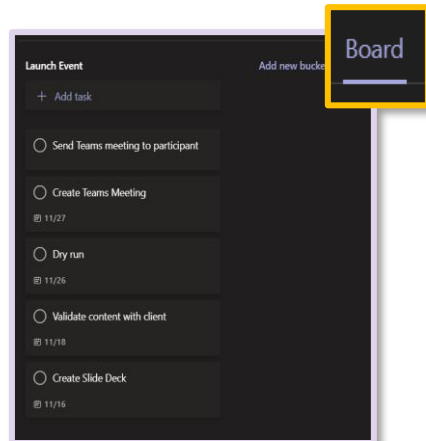 Board
Launch Event
Add new bucke
+ Add task
Send Teams meeting to participant
Create Teams Meeting
11/27
Dry run
11/26
Validate content with client
11/18
Create Slide Deck
11/16